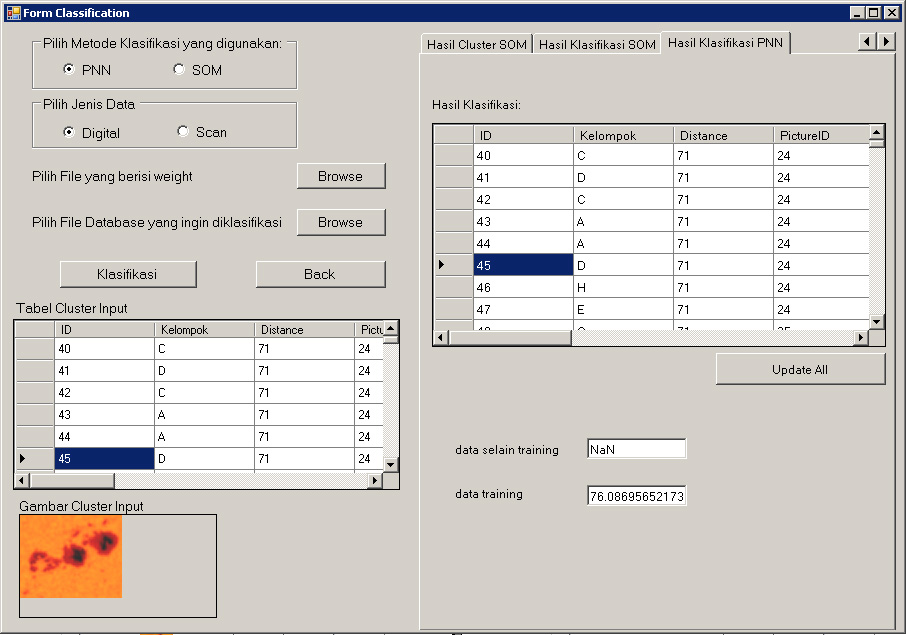 Form Classification
Pilih Metode Klasifikasi yang digunakan:
PNN SOM
Pilih Jenis Data
Digital Scan
Pilih File yang berisi weight Browse
Pilih File Database yang ingin diklasifikasi Browse
Klasifikasi Back
Tabel Cluster Input
ID Kelompok Distance Pictu
40 C 71 24
41 D 71 24
42 C 71 24
43 A 71 24
44 A 71 24
45 D 71 24
Gambar Cluster Input
Hasil Cluster SOM Hasil Klasifikasi SOM Hasil Klasifikasi PNN
Hasil Klasifikasi:
ID Kelompok Distance PictureID
40 C 71 24
41 D 71 24
42 C 71 24
43 A 71 24
44 A 71 24
45 D 71 24
46 H 71 24
47 E 71 24
Update All
data selain training NaN
data training 76.08695652173